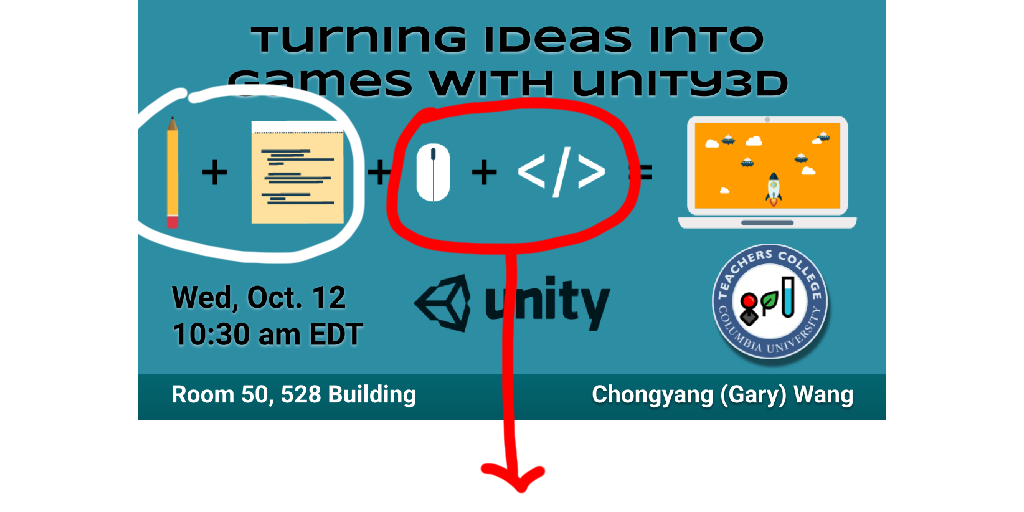 Turning Ideas Into
Games With Unity3D
+ + + </> =
Wed, Oct. 12
10:30 am EDT
unity
TEACHERS COLLEGE
COLUMBIA UNIVERSITY
Room 50, 528 Building
Chongyang (Gary) Wang